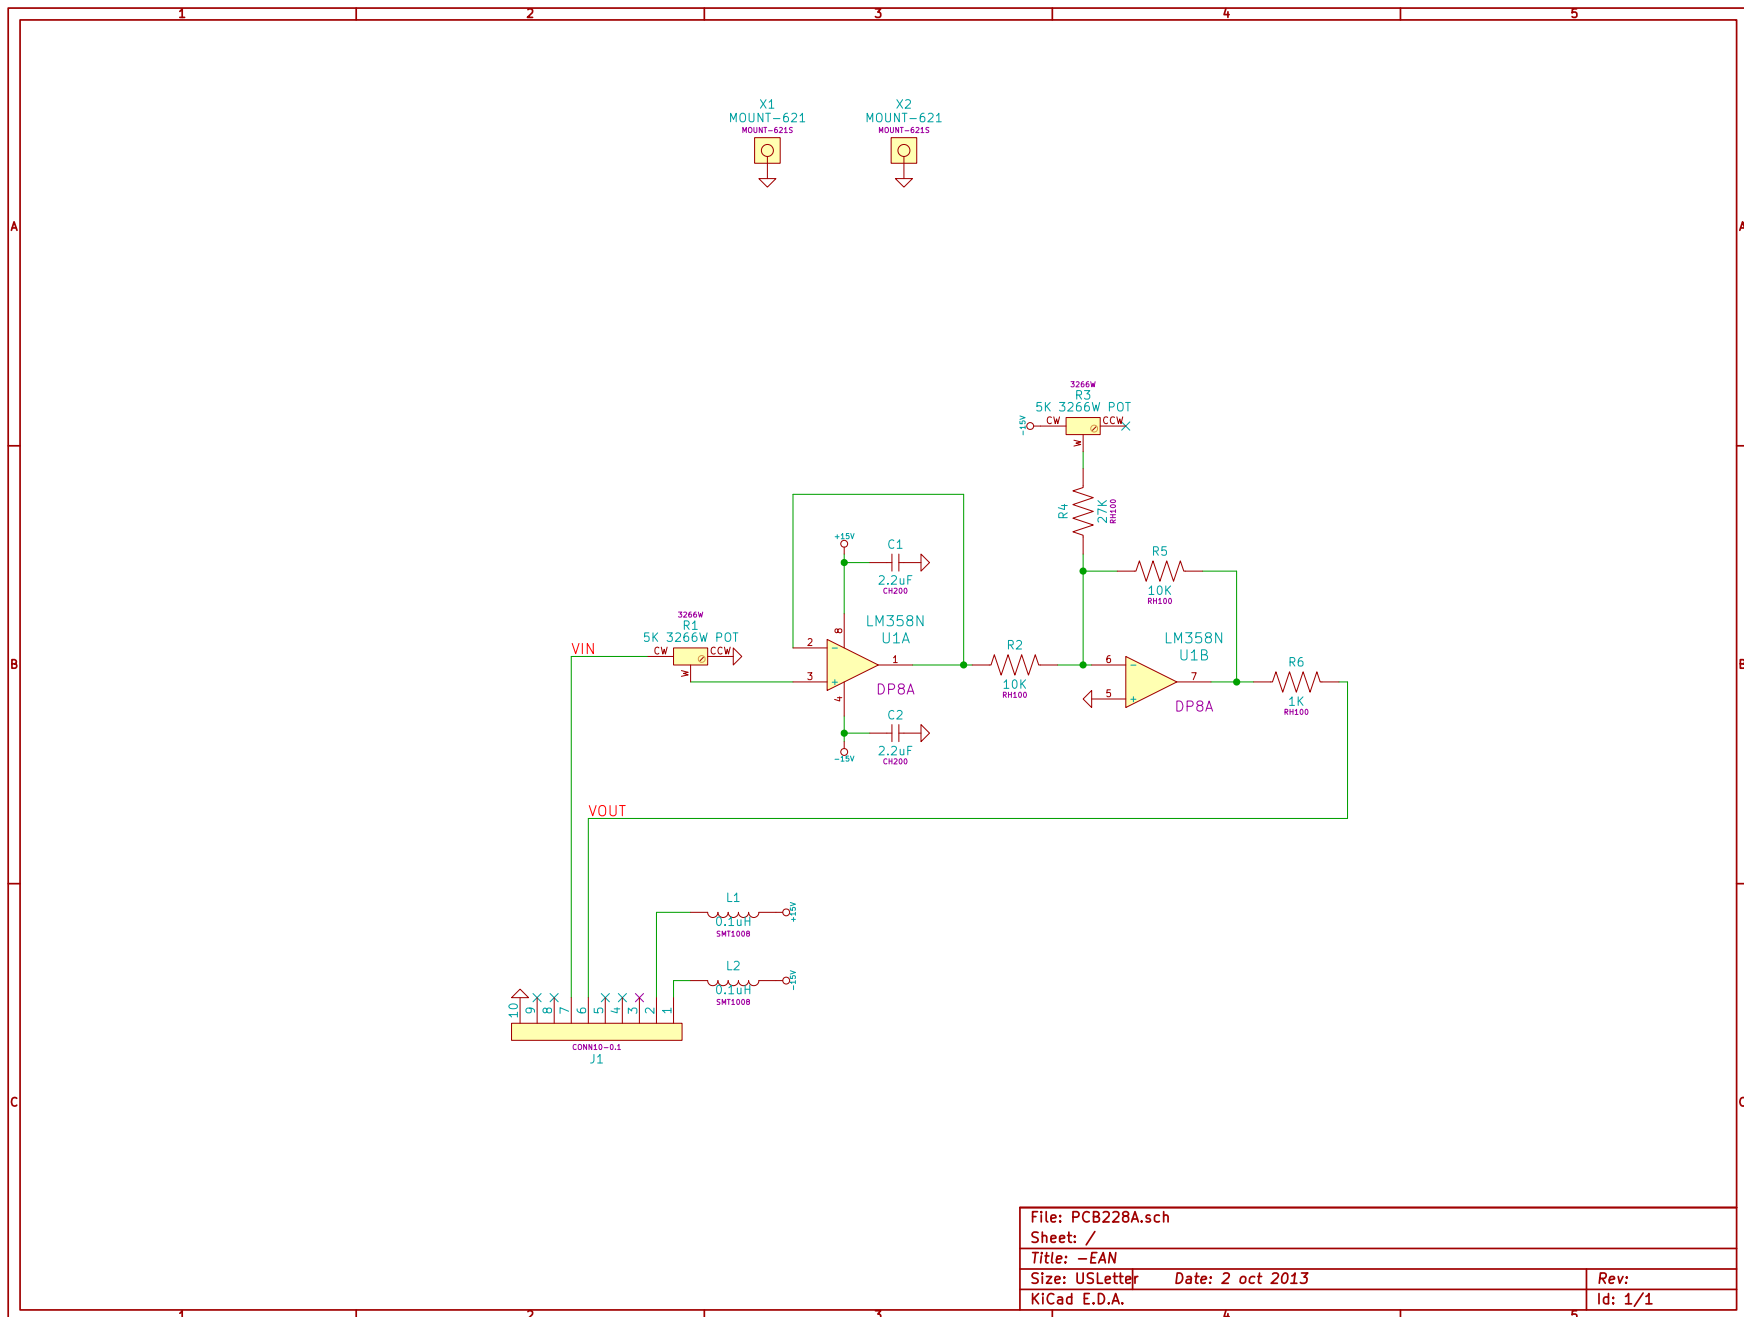 1 2 3 4 5
X1
MOUNT-621
MOUNT-621S
X2
MOUNT-621
MOUNT-621S
A A
3266W
R3
5K 3266W POT
-15V CW CCW
W
R4
27K
RH100
+15V
C1
2.2uF
CH200
R5
10K
RH100
3266W
R1
5K 3266W POT
VIN
CW CCW
W
LM358N
U1A
8
2 -
1
3 +
4
DP8A
R2
10K
RH100
LM358N
U1B
6 -
7
5 +
DP8A
R6
1K
RH100
B B
C2
2.2uF
CH200
-15V
VOUT
L1
0.1uH
SMT1008
+15V
L2
0.1uH
SMT1008
-15V
10 9 8 7 6 5 4 3 2 1
CONN10-0.1
J1
C C
File: PCB228A.sch
Sheet: /
Title: -EAN
Size: USLetter Date: 2 oct 2013 Rev:
KiCad E.D.A. Id: 1/1
1 2 3 4 5